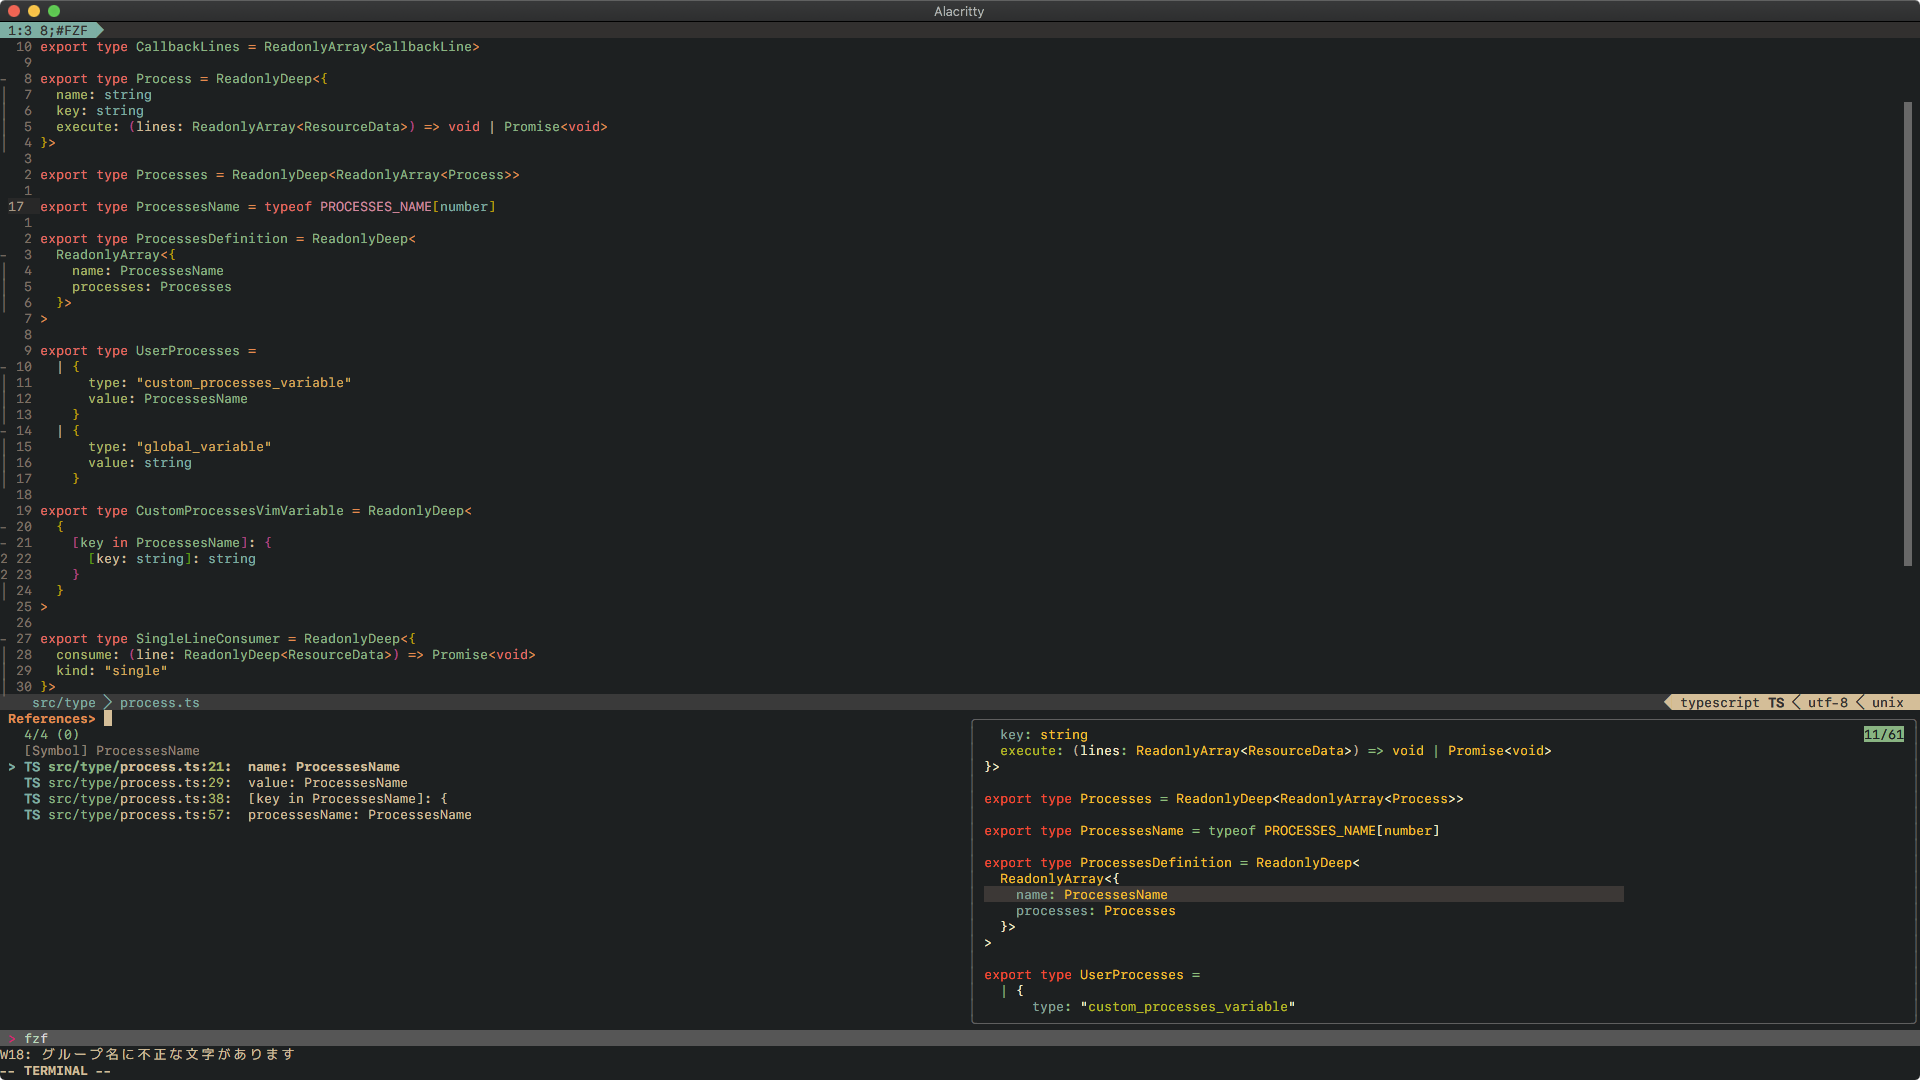 Alacritty
1:3 8;#FZF
10 export type CallbackLines = ReadonlyArray<CallbackLine>
9
- 8 export type Process = ReadonlyDeep<{
│ 7   name: string
│ 6   key: string
│ 5   execute: (lines: ReadonlyArray<ResourceData>) => void | Promise<void>
│ 4 }>
3
2 export type Processes = ReadonlyDeep<ReadonlyArray<Process>>
1
17 export type ProcessesName = typeof PROCESSES_NAME[number]
1
2 export type ProcessesDefinition = ReadonlyDeep<
- 3   ReadonlyArray<{
│ 4     name: ProcessesName
│ 5     processes: Processes
│ 6   }>
7 >
8
9 export type UserProcesses =
- 10   | {
│ 11       type: "custom_processes_variable"
│ 12       value: ProcessesName
│ 13     }
- 14   | {
│ 15       type: "global_variable"
│ 16       value: string
│ 17     }
18
19 export type CustomProcessesVimVariable = ReadonlyDeep<
- 20   {
- 21     [key in ProcessesName]: {
2 22       [key: string]: string
2 23     }
│ 24   }
25 >
26
- 27 export type SingleLineConsumer = ReadonlyDeep<{
│ 28   consume: (line: ReadonlyDeep<ResourceData>) => Promise<void>
│ 29   kind: "single"
│ 30 }>
src/type > process.ts typescript TS < utf-8 < unix
References>
4/4 (0)
[Symbol] ProcessesName
> TS src/type/process.ts:21:  name: ProcessesName
TS src/type/process.ts:29:  value: ProcessesName
TS src/type/process.ts:38:  [key in ProcessesName]: {
TS src/type/process.ts:57:  processesName: ProcessesName
key: string 11/61
execute: (lines: ReadonlyArray<ResourceData>) => void | Promise<void>
}>
export type Processes = ReadonlyDeep<ReadonlyArray<Process>>
export type ProcessesName = typeof PROCESSES_NAME[number]
export type ProcessesDefinition = ReadonlyDeep<
ReadonlyArray<{
name: ProcessesName
processes: Processes
}>
>
export type UserProcesses =
| {
type: "custom_processes_variable"
> fzf
W18: グループ名に不正な文字があります
-- TERMINAL --